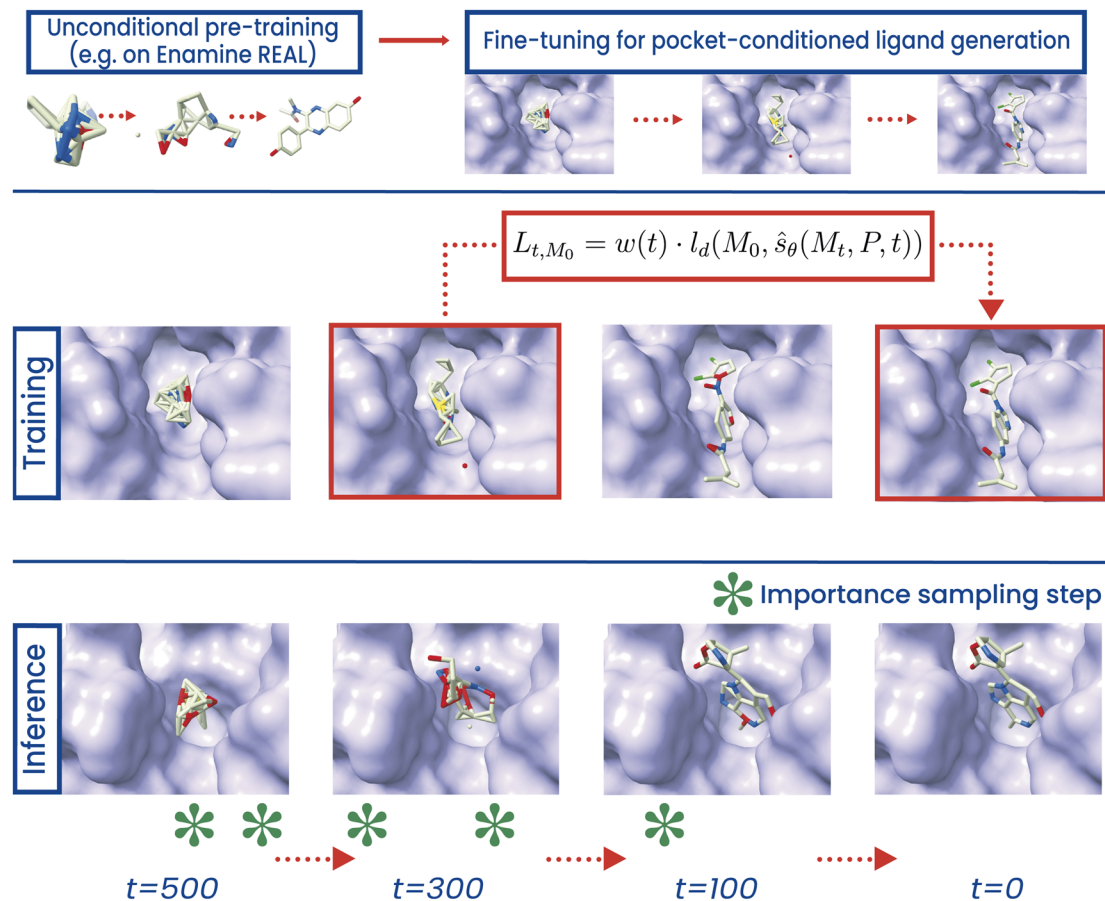 Unconditional pre-training
(e.g. on Enamine REAL)
Fine-tuning for pocket-conditioned ligand generation
L_{t,M_0} = w(t) · l_d(M_0, ŝ_θ(M_t, P, t))
Training
Importance sampling step
Inference
t=500
t=300
t=100
t=0